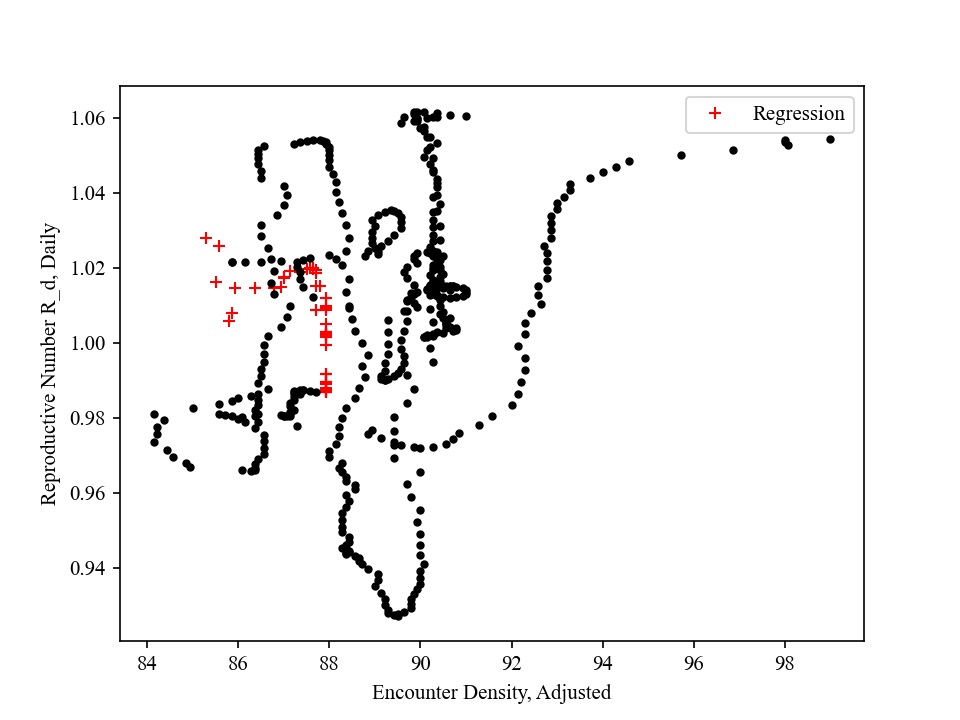 Regression
1.06
1.04
1.02
1.00
0.98
0.96
0.94
Reproductive Number R_d, Daily
84 86 88 90 92 94 96 98
Encounter Density, Adjusted